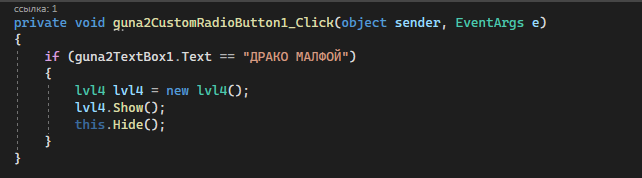 ссылка: 1
private void guna2CustomRadioButton1_Click(object sender, EventArgs e)
{
if (guna2TextBox1.Text == "ДРАКО МАЛФОЙ")
{
lvl4 lvl4 = new lvl4();
lvl4.Show();
this.Hide();
}
}